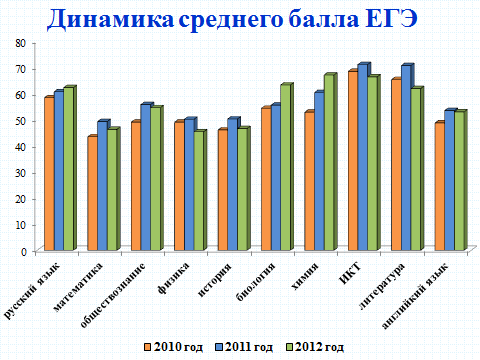 Динамика среднего балла ЕГЭ
80
70
60
50
40
30
20
10
0
русский язык
математика
обществознание
физика
история
биология
химия
ИКТ
литература
английкий язык
2010 год 2011 год 2012 год